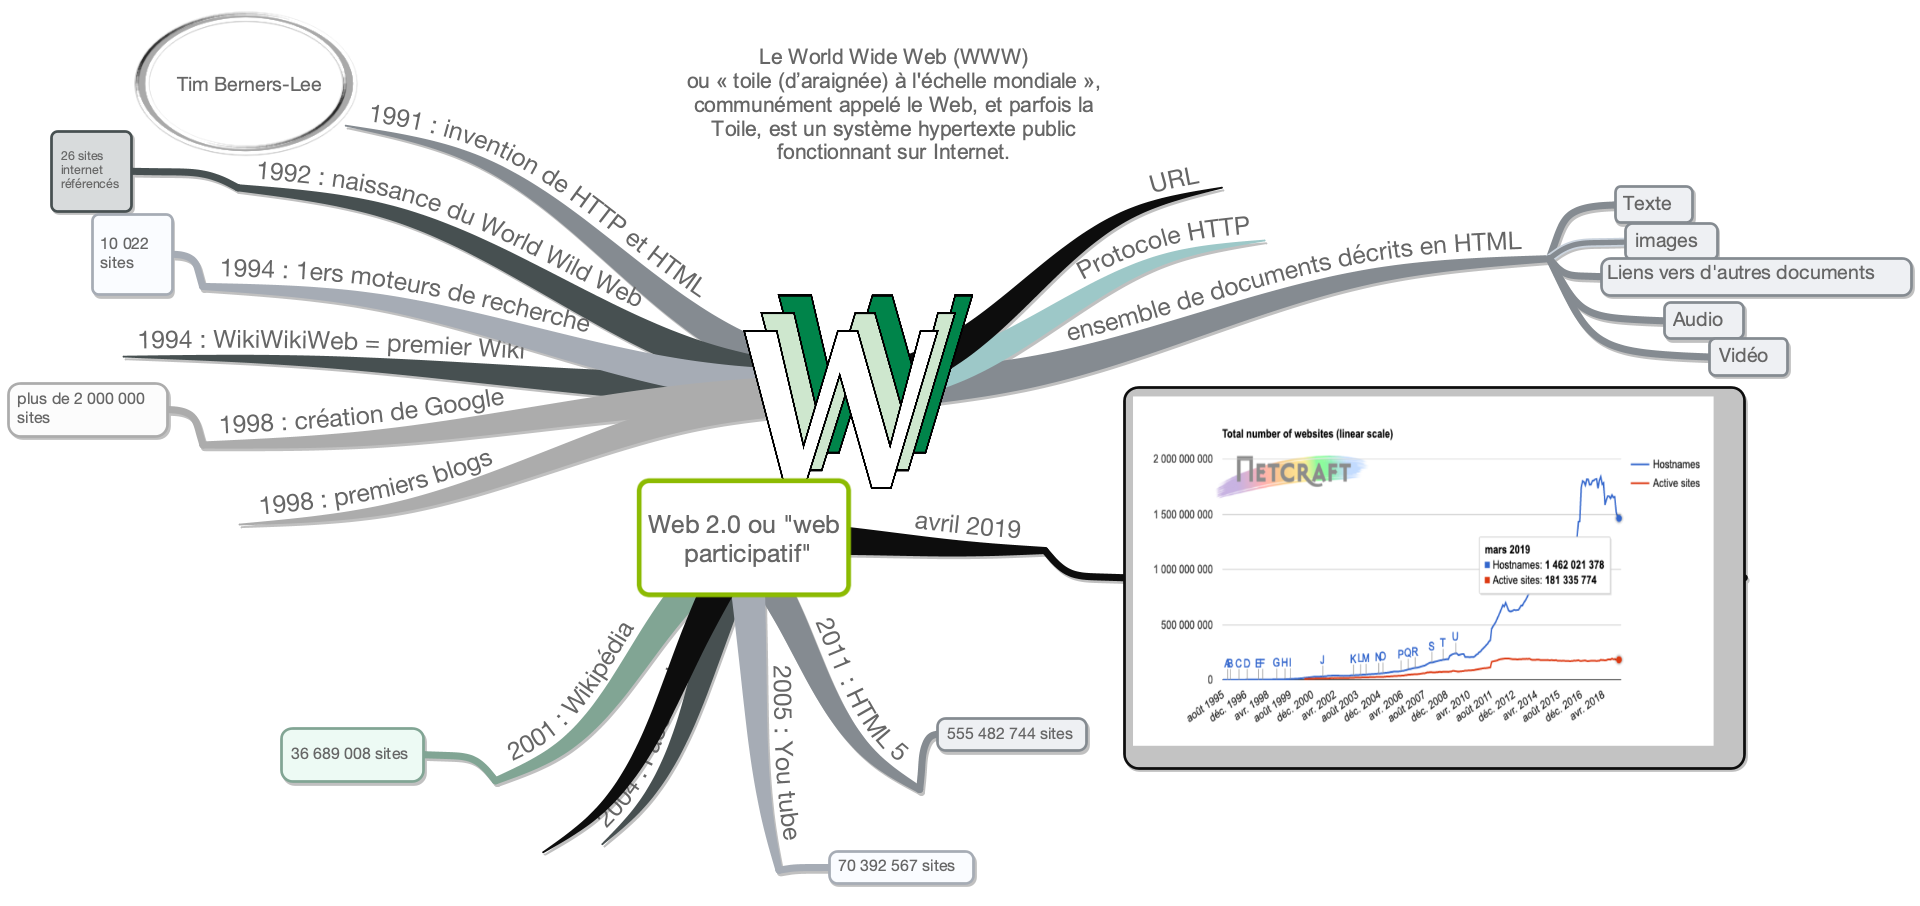 Tim Berners-Lee
Le World Wide Web (WWW)
ou « toile (d’araignée) à l'échelle mondiale »,
communément appelé le Web, et parfois la
Toile, est un système hypertexte public
fonctionnant sur Internet.
1991 : invention de HTTP et HTML
26 sites
internet
référencés
1992 : naissance du World Wild Web
10 022
sites
1994 : 1ers moteurs de recherche
1994 : WikiWikiWeb = premier Wiki
plus de 2 000 000
sites
1998 : création de Google
1998 : premiers blogs
URL
Protocole HTTP
ensemble de documents décrits en HTML
Texte
images
Liens vers d'autres documents
Audio
Vidéo
WWW
Web 2.0 ou "web
participatif"
avril 2019
Total number of websites (linear scale)
NETCRAFT
Hostnames
Active sites
2 000 000 000
1 500 000 000
1 000 000 000
500 000 000
0
mars 2019
Hostnames: 1 462 021 378
Active sites: 181 335 774
A B C D E F G H I J K L M N O P Q R S T U
août 1995
déc. 1996
avr. 1998
août 1999
déc. 2000
avr. 2002
août 2003
déc. 2004
avr. 2006
août 2007
déc. 2008
avr. 2010
août 2011
déc. 2012
avr. 2014
août 2015
déc. 2016
avr. 2018
2001 : Wikipédia
36 689 008 sites
2004 :
2005 : You tube
70 392 567 sites
2011 : HTML 5
555 482 744 sites